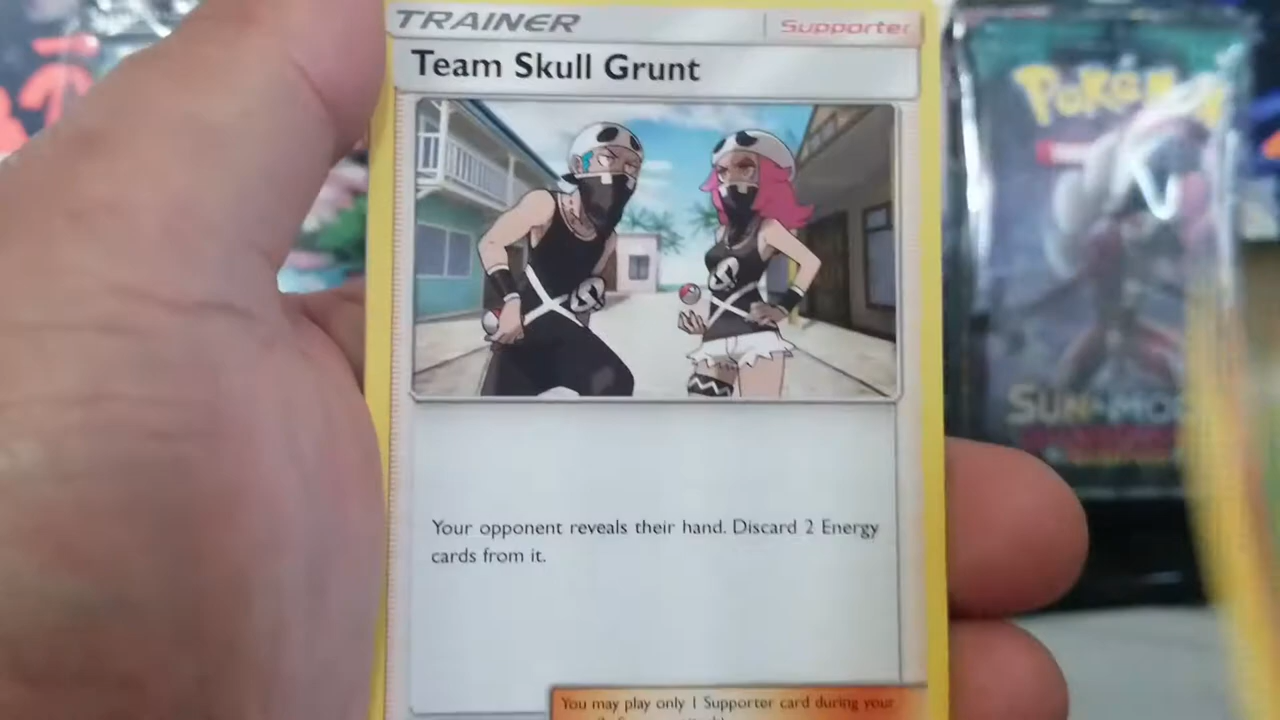 TRAINER
Supporter
Team Skull Grunt
Your opponent reveals their hand. Discard 2 Energy
cards from it.
You may play only 1 Supporter card during your
POKéMON
SUN & MOO